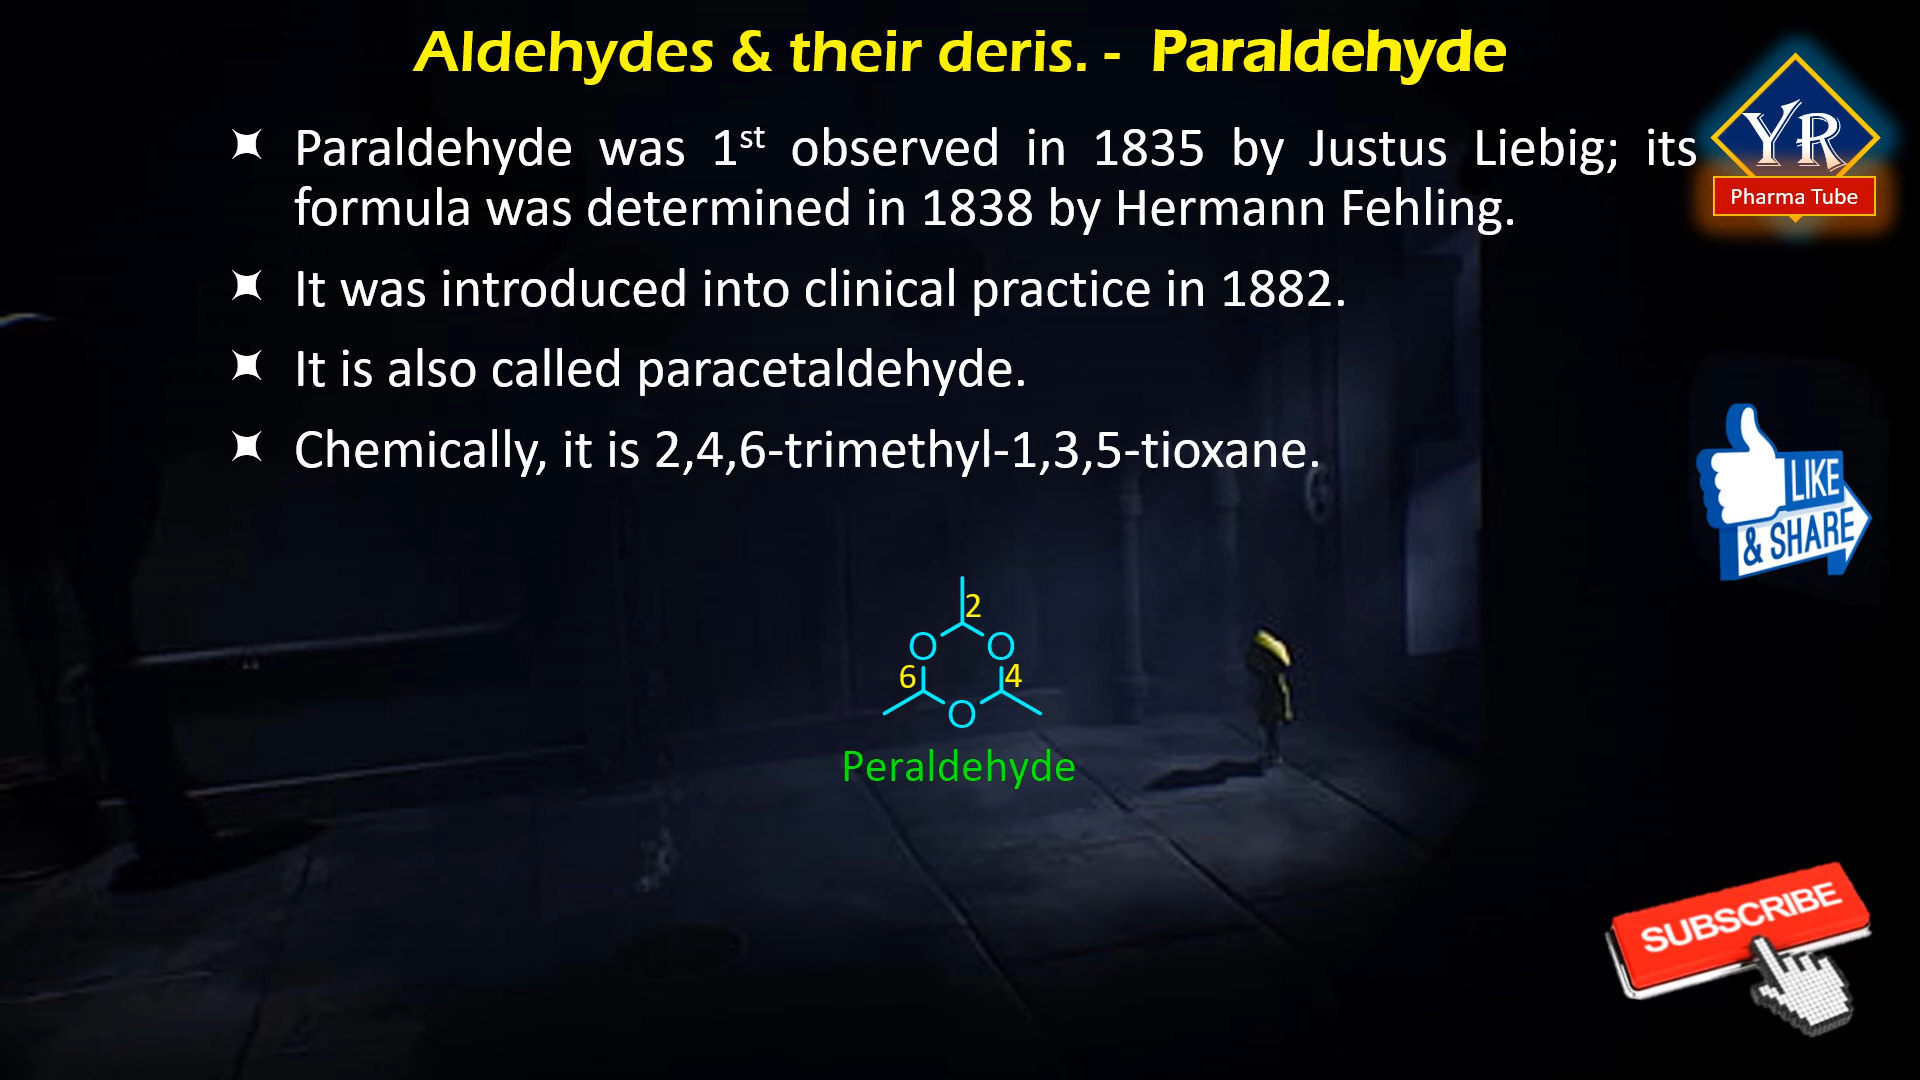 Aldehydes & their deris. - Paraldehyde
Paraldehyde was 1st observed in 1835 by Justus Liebig; its
formula was determined in 1838 by Hermann Fehling.
It was introduced into clinical practice in 1882.
It is also called paracetaldehyde.
Chemically, it is 2,4,6-trimethyl-1,3,5-tioxane.
YR
Pharma Tube
LIKE
& SHARE
2
O O
6 4
O
Peraldehyde
SUBSCRIBE